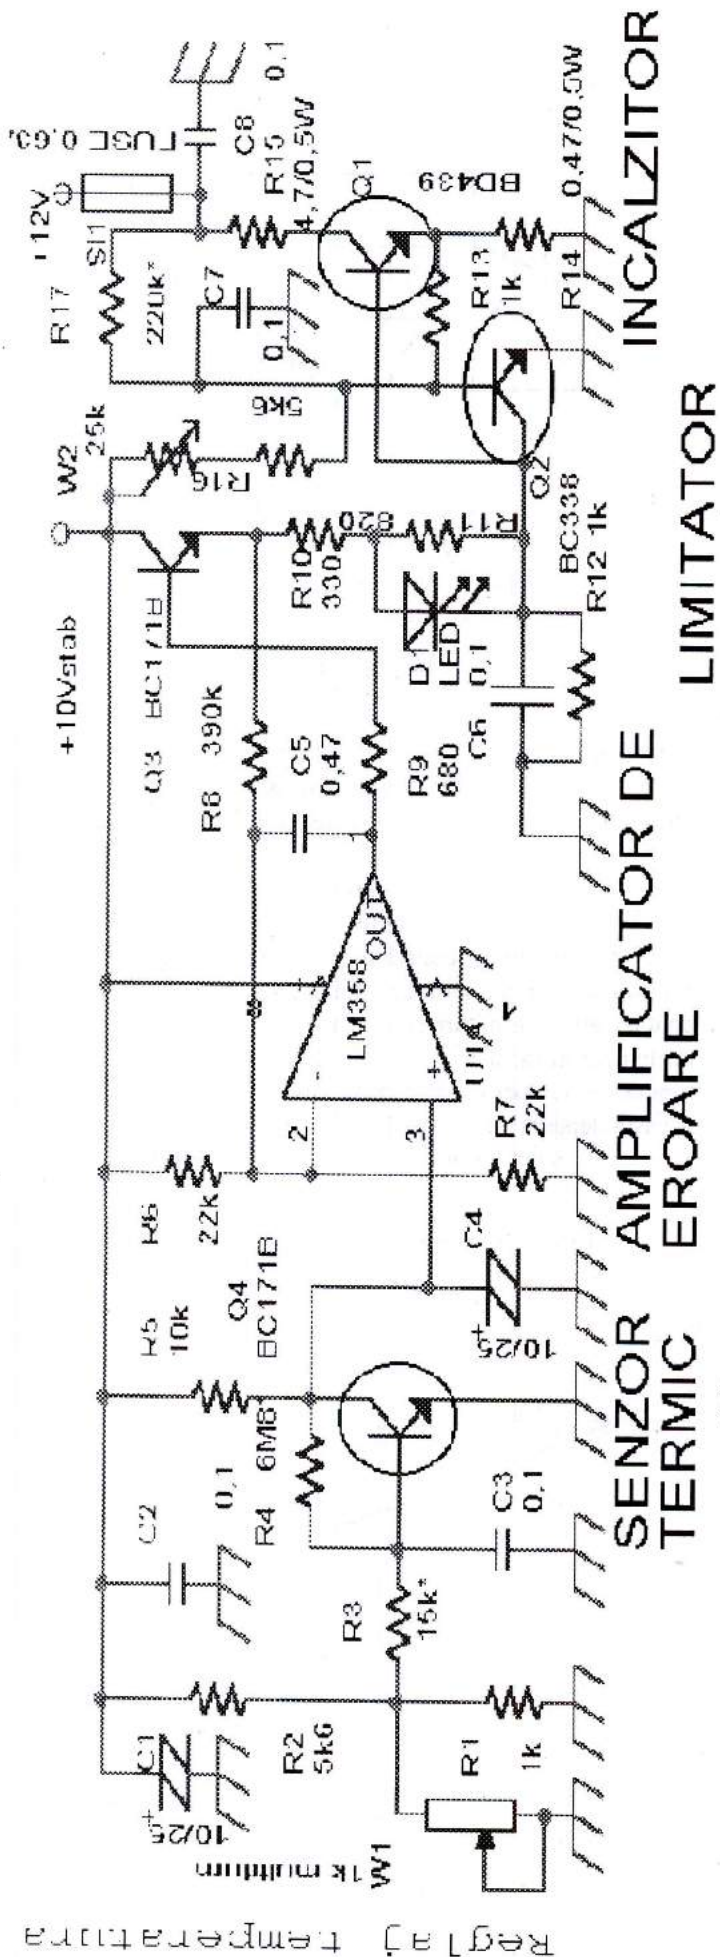 +12V
FUSE 0,63,
SI1
R17
220k*
C8
0,1
R15
4,7/0,5W
Q1
BD439
C7
0,1
R13
1k
R14
0,47/0,5W
INCALZITOR
W2
25k
R16
5k6
Q2
BC338
+10Vstab
Q3 BC171B
R10
330
820
R11
D1
LED
0,1
C6
R12 1k
LIMITATOR
R8 390k
C5
0,47
R9
680
1
LM358
OUT
U1A
2
3
-
+
R6
22k
R7
22k
AMPLIFICATOR DE
EROARE
R5
10k
Q4
BC171B
C4
+
10/25
R4 6M8
C2
0,1
C3
0,1
SENZOR
TERMIC
R3
15k*
C1
+
10/25
R2
5k6
R1
1k
W1
1k multiturn
Reglaj temperatura